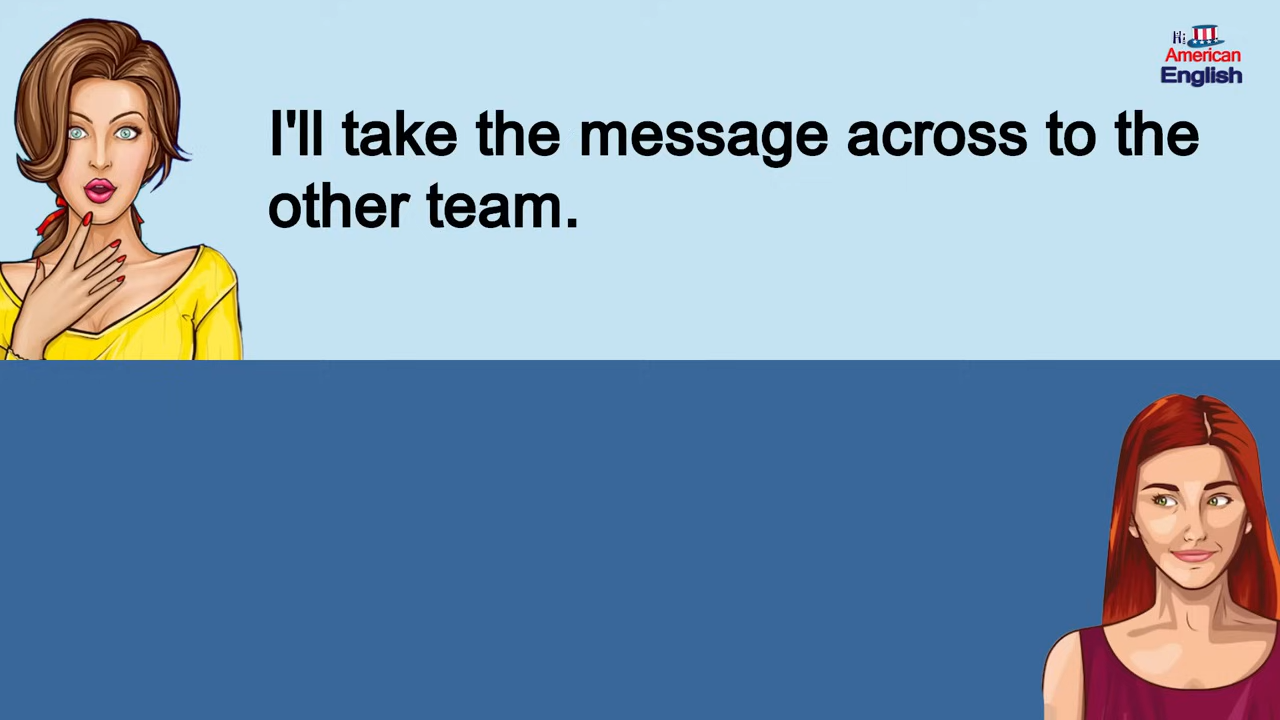 Hi
American
English
I'll take the message across to the
other team.